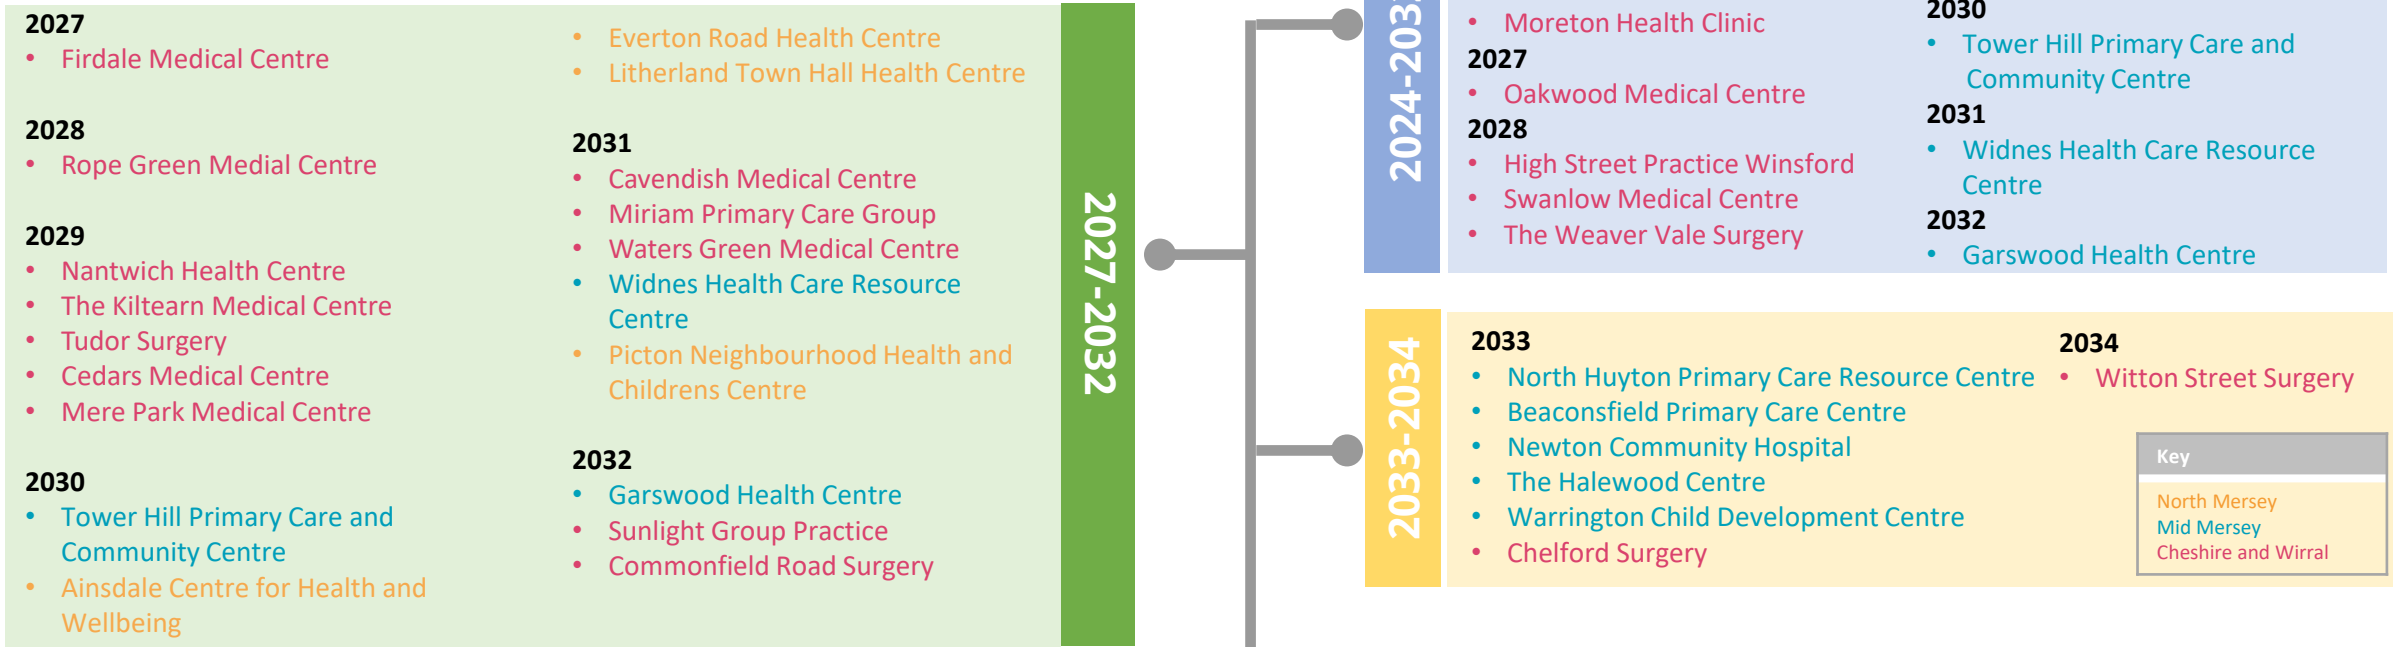 2027
• Firdale Medical Centre
2028
• Rope Green Medial Centre
2029
• Nantwich Health Centre
• The Kiltearn Medical Centre
• Tudor Surgery
• Cedars Medical Centre
• Mere Park Medical Centre
2030
• Tower Hill Primary Care and
Community Centre
• Ainsdale Centre for Health and
Wellbeing
• Everton Road Health Centre
• Litherland Town Hall Health Centre
2031
• Cavendish Medical Centre
• Miriam Primary Care Group
• Waters Green Medical Centre
• Widnes Health Care Resource
Centre
• Picton Neighbourhood Health and
Childrens Centre
2032
• Garswood Health Centre
• Sunlight Group Practice
• Commonfield Road Surgery
2027-2032
2024-203
• Moreton Health Clinic
2027
• Oakwood Medical Centre
2028
• High Street Practice Winsford
• Swanlow Medical Centre
• The Weaver Vale Surgery
2030
• Tower Hill Primary Care and
Community Centre
2031
• Widnes Health Care Resource
Centre
2032
• Garswood Health Centre
2033-2034
2033
• North Huyton Primary Care Resource Centre
• Beaconsfield Primary Care Centre
• Newton Community Hospital
• The Halewood Centre
• Warrington Child Development Centre
• Chelford Surgery
2034
• Witton Street Surgery
Key
North Mersey
Mid Mersey
Cheshire and Wirral